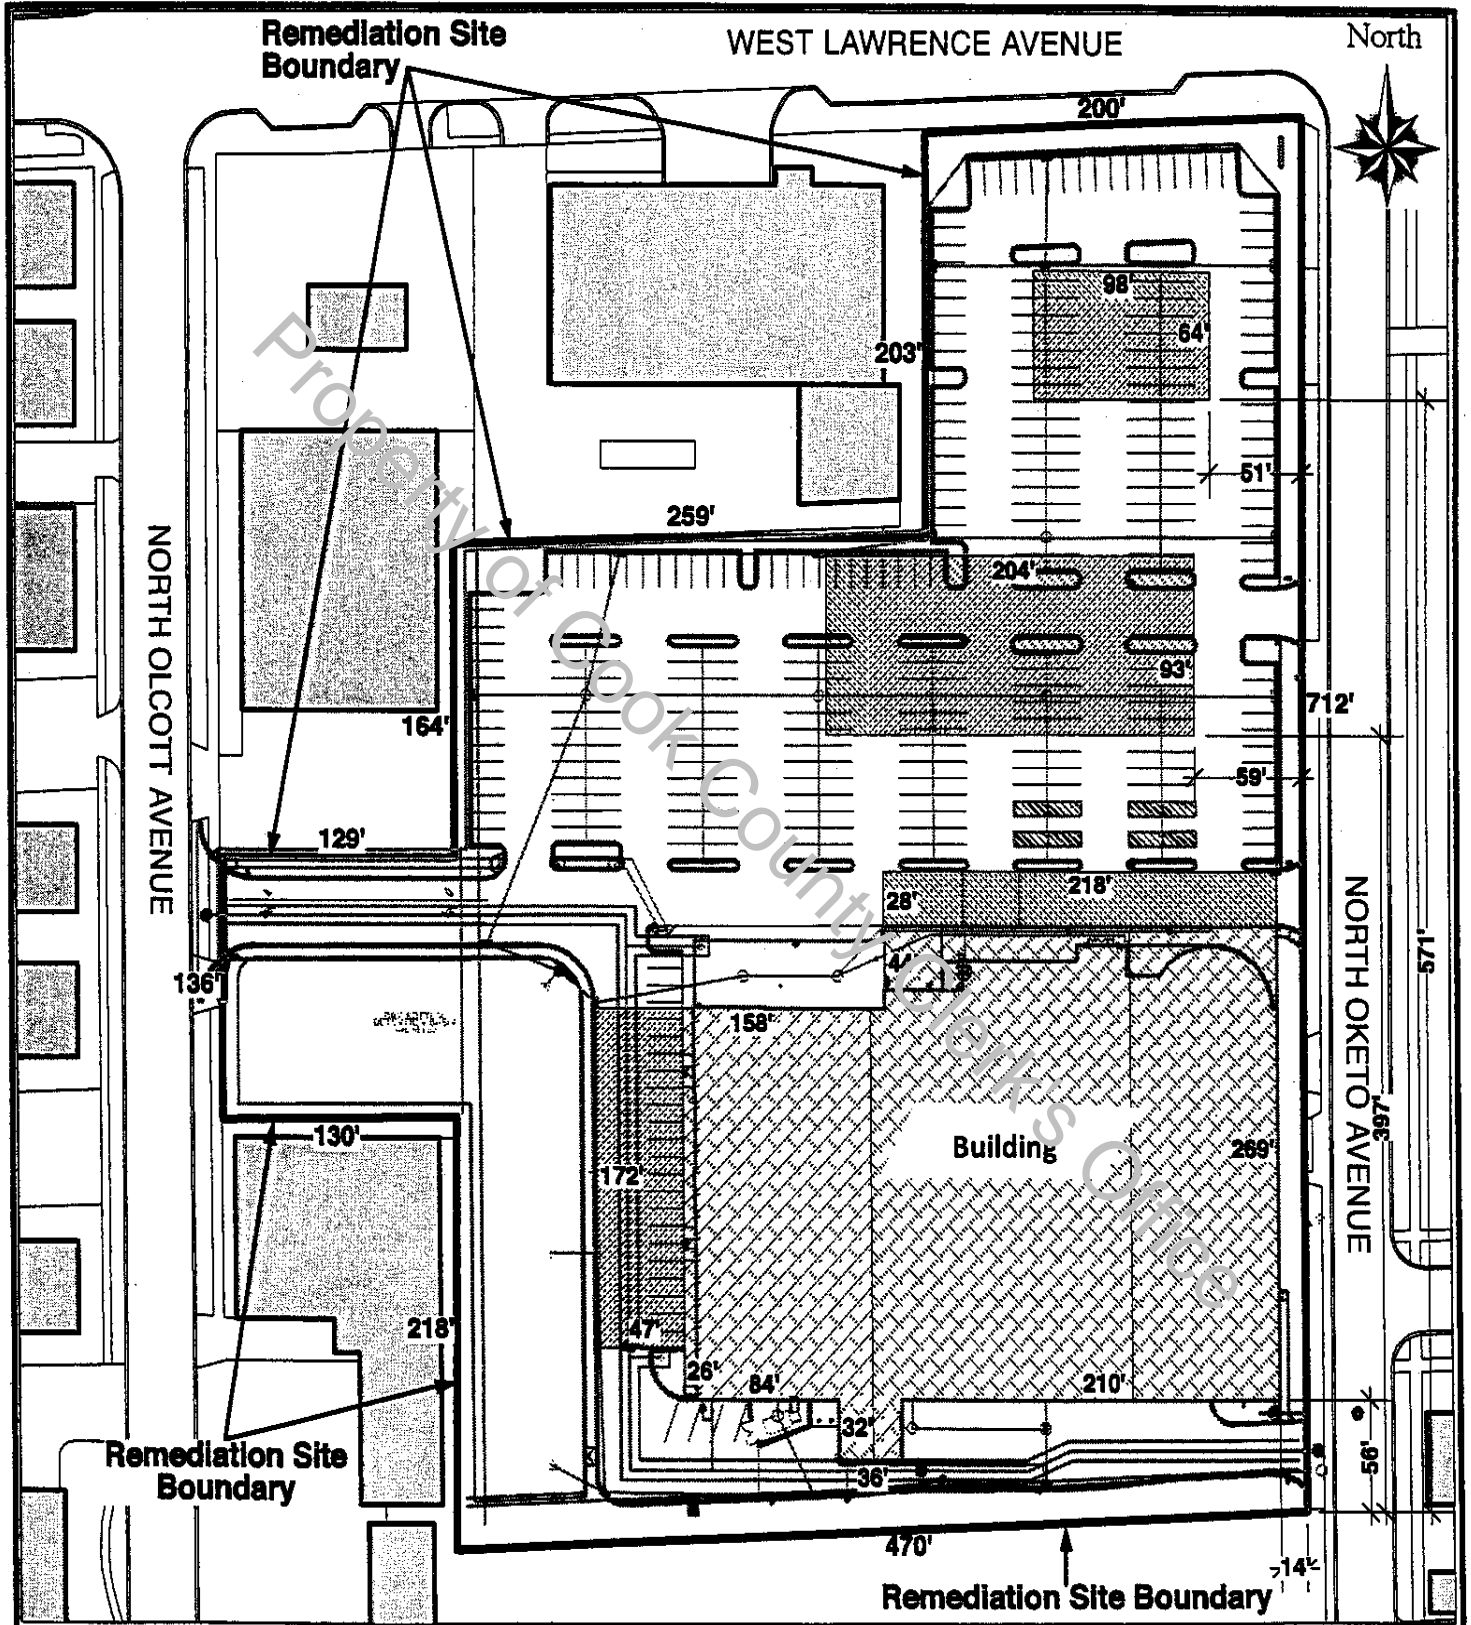 Remediation Site
Boundary
WEST LAWRENCE AVENUE
North
200'
98'
64'
203'
51'
259'
204'
93'
712'
164'
59'
129'
218'
28'
NORTH OLCOTT AVENUE
136'
44'
158'
571'
NORTH OKETO AVENUE
397'
Building
130'
269'
172'
47'
218'
26'
84'
210'
32'
56'
36'
Remediation Site
Boundary
470'
14'
Remediation Site Boundary
Property of Cook County Clerk's Office